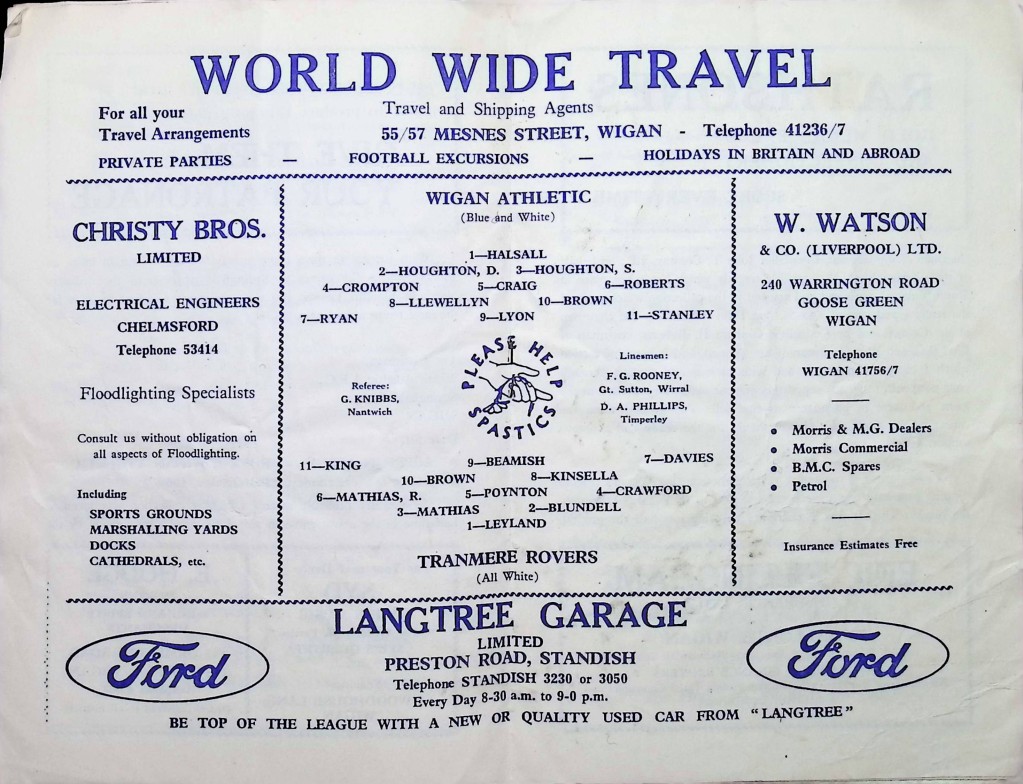 WORLD WIDE TRAVEL
Travel and Shipping Agents
For all your
Travel Arrangements
55/57 MESNES STREET, WIGAN - Telephone 41236/7
PRIVATE PARTIES — FOOTBALL EXCURSIONS — HOLIDAYS IN BRITAIN AND ABROAD
CHRISTY BROS.
LIMITED
ELECTRICAL ENGINEERS
CHELMSFORD
Telephone 53414
Floodlighting Specialists
Consult us without obligation on
all aspects of Floodlighting.
Including
SPORTS GROUNDS
MARSHALLING YARDS
DOCKS
CATHEDRALS, etc.
WIGAN ATHLETIC
(Blue and White)
1—HALSALL
2—HOUGHTON, D. 3—HOUGHTON, S.
4—CROMPTON 5—CRAIG 6—ROBERTS
8—LLEWELLYN 10—BROWN
7—RYAN 9—LYON 11—STANLEY
PLEASE HELP
SPASTICS
Referee:
G. KNIBBS,
Nantwich
Linesmen:
F. G. ROONEY,
Gt. Sutton, Wirral
D. A. PHILLIPS,
Timperley
11—KING 9—BEAMISH 7—DAVIES
10—BROWN 8—KINSELLA
6—MATHIAS, R. 5—POYNTON 4—CRAWFORD
3—MATHIAS 2—BLUNDELL
1—LEYLAND
TRANMERE ROVERS
(All White)
W. WATSON
& CO. (LIVERPOOL) LTD.
240 WARRINGTON ROAD
GOOSE GREEN
WIGAN
Telephone
WIGAN 41756/7
• Morris & M.G. Dealers
• Morris Commercial
• B.M.C. Spares
• Petrol
Insurance Estimates Free
LANGTREE GARAGE
LIMITED
PRESTON ROAD, STANDISH
Telephone STANDISH 3230 or 3050
Every Day 8-30 a.m. to 9-0 p.m.
Ford
Ford
BE TOP OF THE LEAGUE WITH A NEW OR QUALITY USED CAR FROM "LANGTREE"